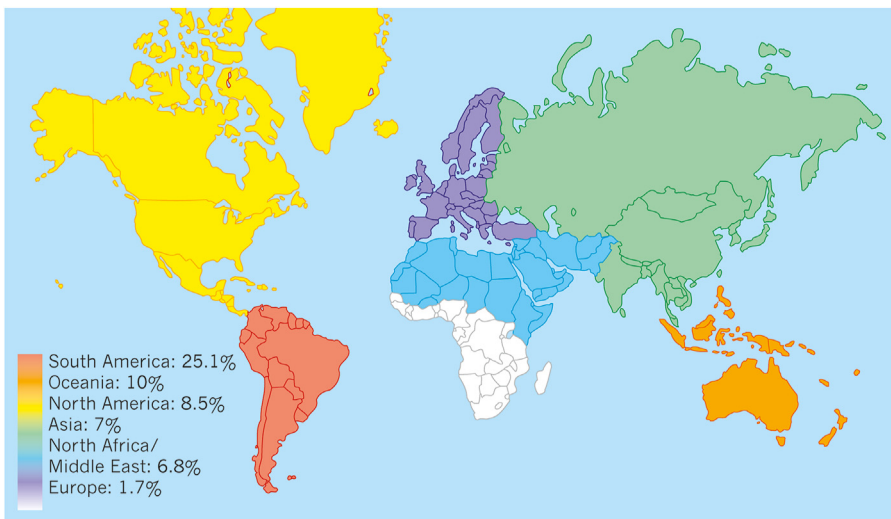 South America: 25.1%
Oceania: 10%
North America: 8.5%
Asia: 7%
North Africa/
Middle East: 6.8%
Europe: 1.7%